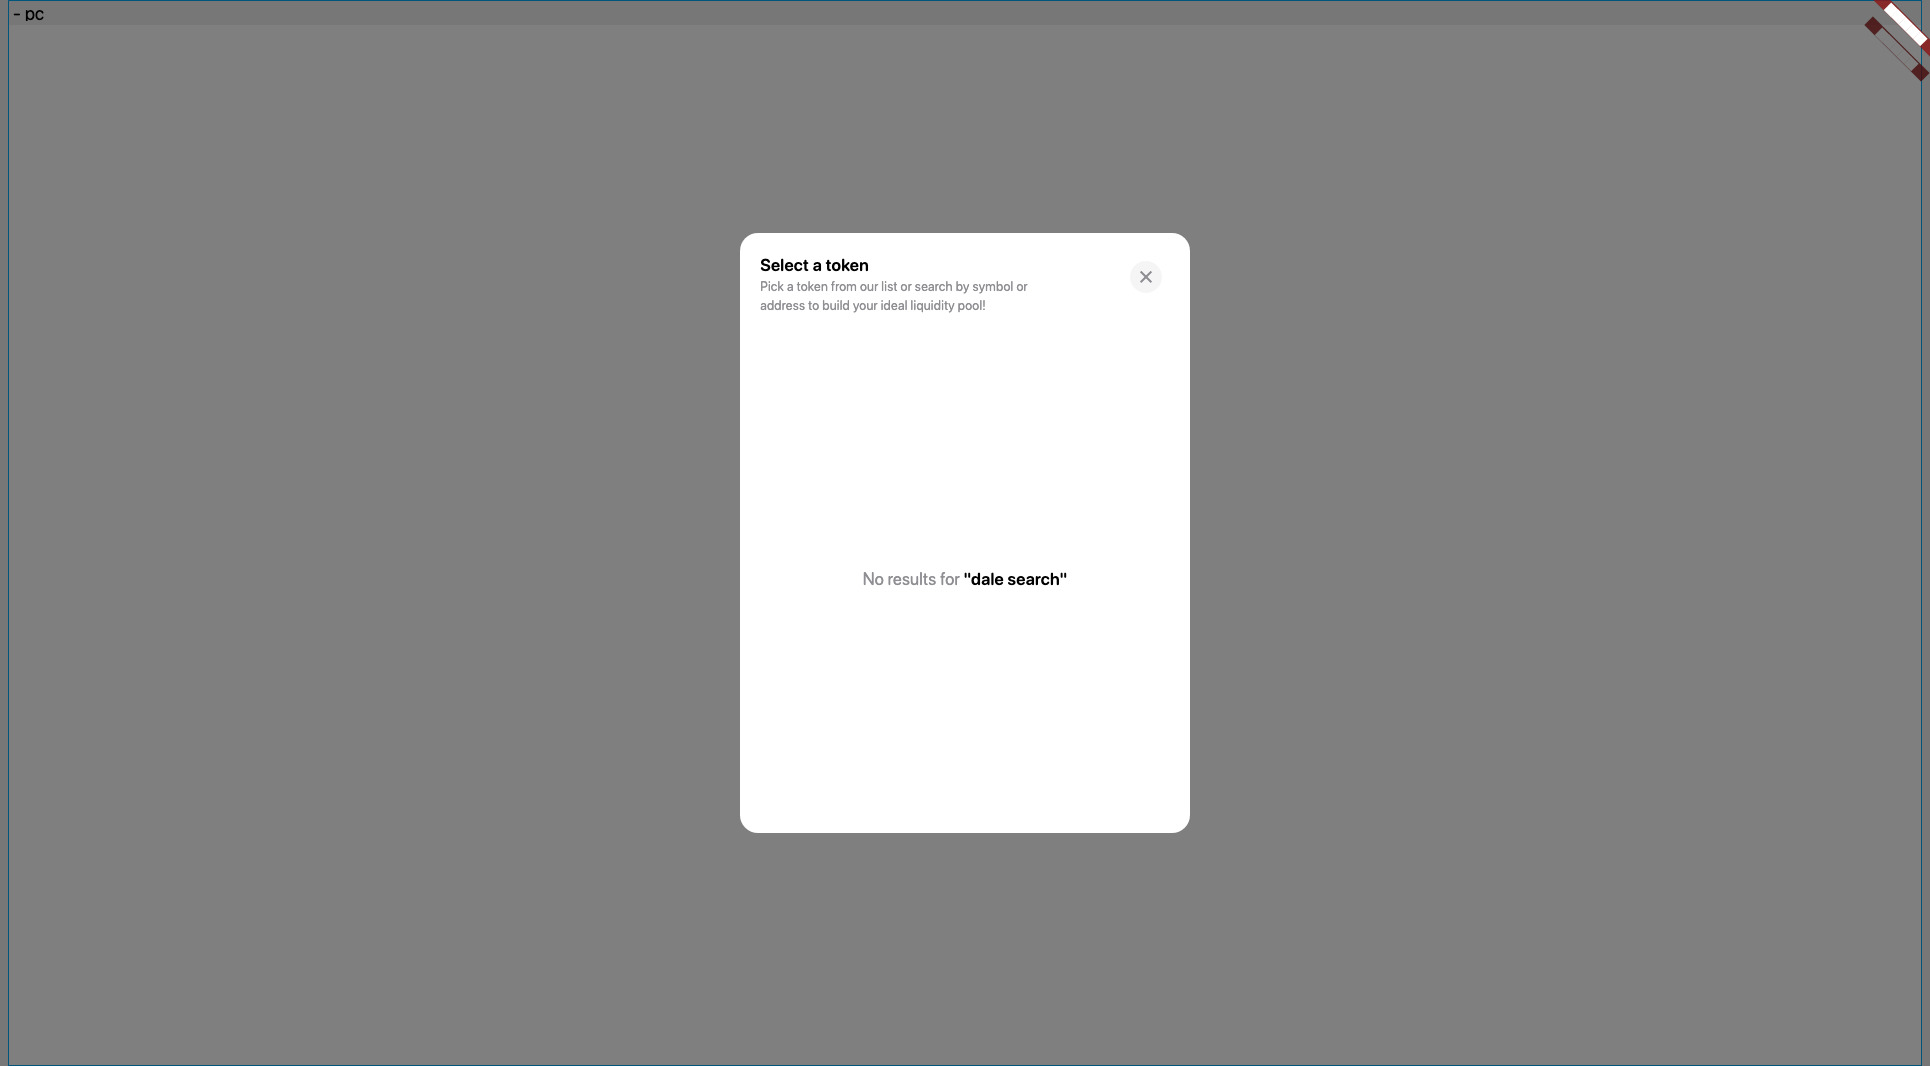 - pc
Select a token
Pick a token from our list or search by symbol or
address to build your ideal liquidity pool!
No results for "dale search"